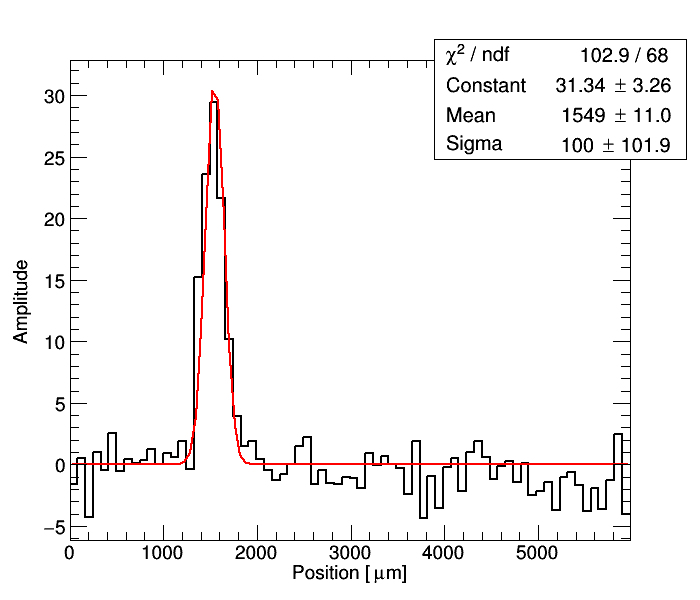 χ² / ndf 102.9 / 68
Constant 31.34 ± 3.26
Mean 1549 ± 11.0
Sigma 100 ± 101.9
Amplitude
30
25
20
15
10
5
0
−5
0 1000 2000 3000 4000 5000
Position [ μm]